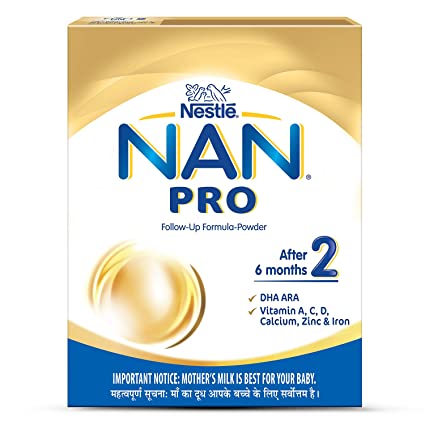 Nestlé®
NAN®
PRO
Follow-Up Formula-Powder
After
6 months 2
✓ DHA ARA
✓ Vitamin A, C, D,
Calcium, Zinc & Iron
IMPORTANT NOTICE: MOTHER'S MILK IS BEST FOR YOUR BABY.
महत्वपूर्ण सूचना: माँ का दूध आपके बच्चे के लिए सर्वोत्तम है।